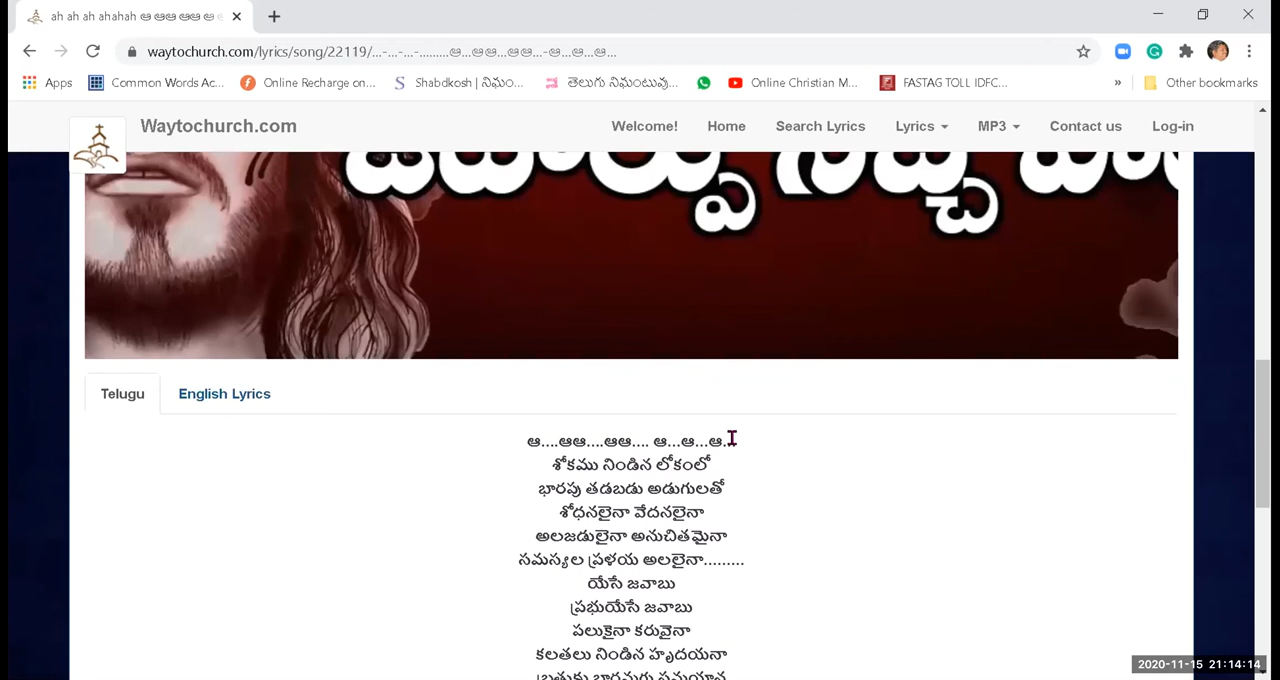 ah ah ah ahahah ఆ ఆఆ ఆఆ ఆ
waytochurch.com/lyrics/song/22119/...-...-...-.........ఆ...ఆఆ...ఆఆ...-ఆ...ఆ...ఆ...
Apps Common Words Ac... Online Recharge on... Shabdkosh | నిఘం... తెలుగు నిఘంటువు... Online Christian M... FASTAG TOLL IDFC... » Other bookmarks
Waytochurch.com Welcome! Home Search Lyrics Lyrics MP3 Contact us Log-in
Telugu English Lyrics
ఆ....ఆఆ....ఆఆ.... ఆ...ఆ...ఆ..
శోకము నిండిన లోకంలో
భారపు తడబడు అడుగులతో
శోధనలైనా వేదనలైనా
అలజడులైనా అనుచితమైనా
సమస్యల ప్రళయ అలలైనా.........
యేసే జవాబు
ప్రభుయేసే జవాబు
పలుకైనా కరువైనా
కలతలు నిండిన హృదయనా
2020-11-15 21:14:14